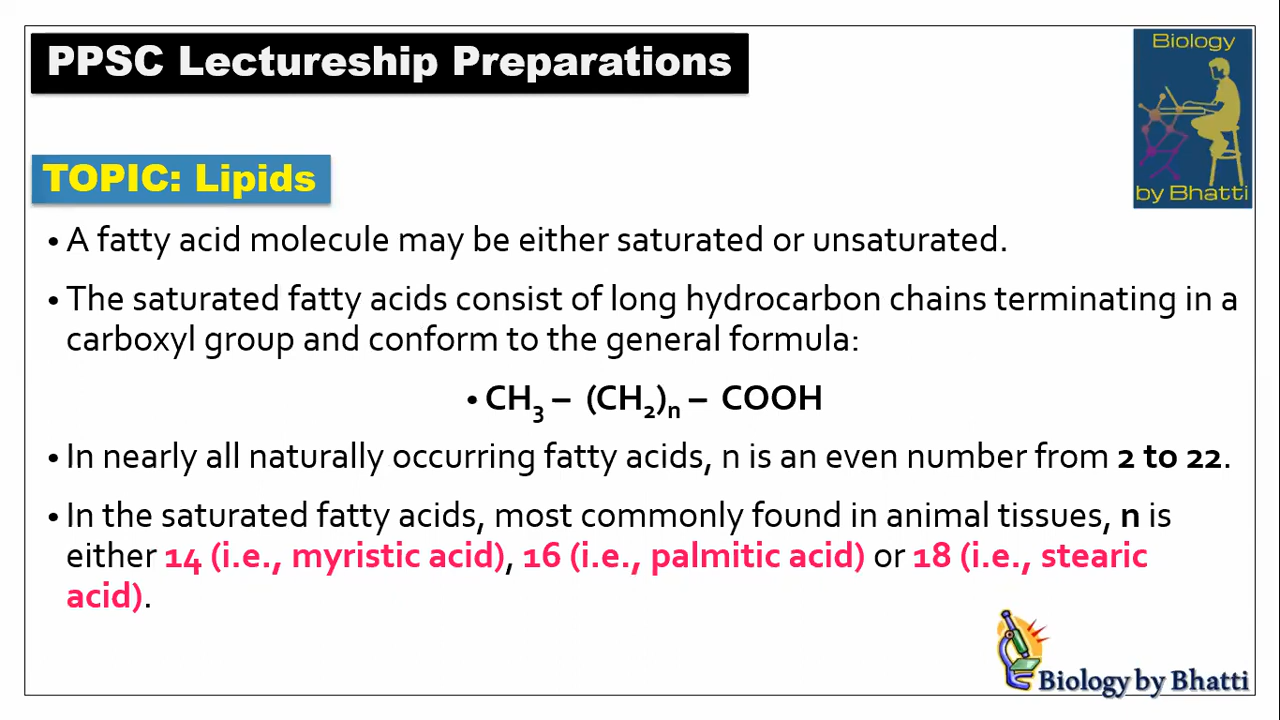 PPSC Lectureship Preparations
Biology
by Bhatti
TOPIC: Lipids
• A fatty acid molecule may be either saturated or unsaturated.
• The saturated fatty acids consist of long hydrocarbon chains terminating in a
carboxyl group and conform to the general formula:
• CH₃ – (CH₂)ₙ – COOH
• In nearly all naturally occurring fatty acids, n is an even number from 2 to 22.
• In the saturated fatty acids, most commonly found in animal tissues, n is
either 14 (i.e., myristic acid), 16 (i.e., palmitic acid) or 18 (i.e., stearic
acid).
Biology by Bhatti